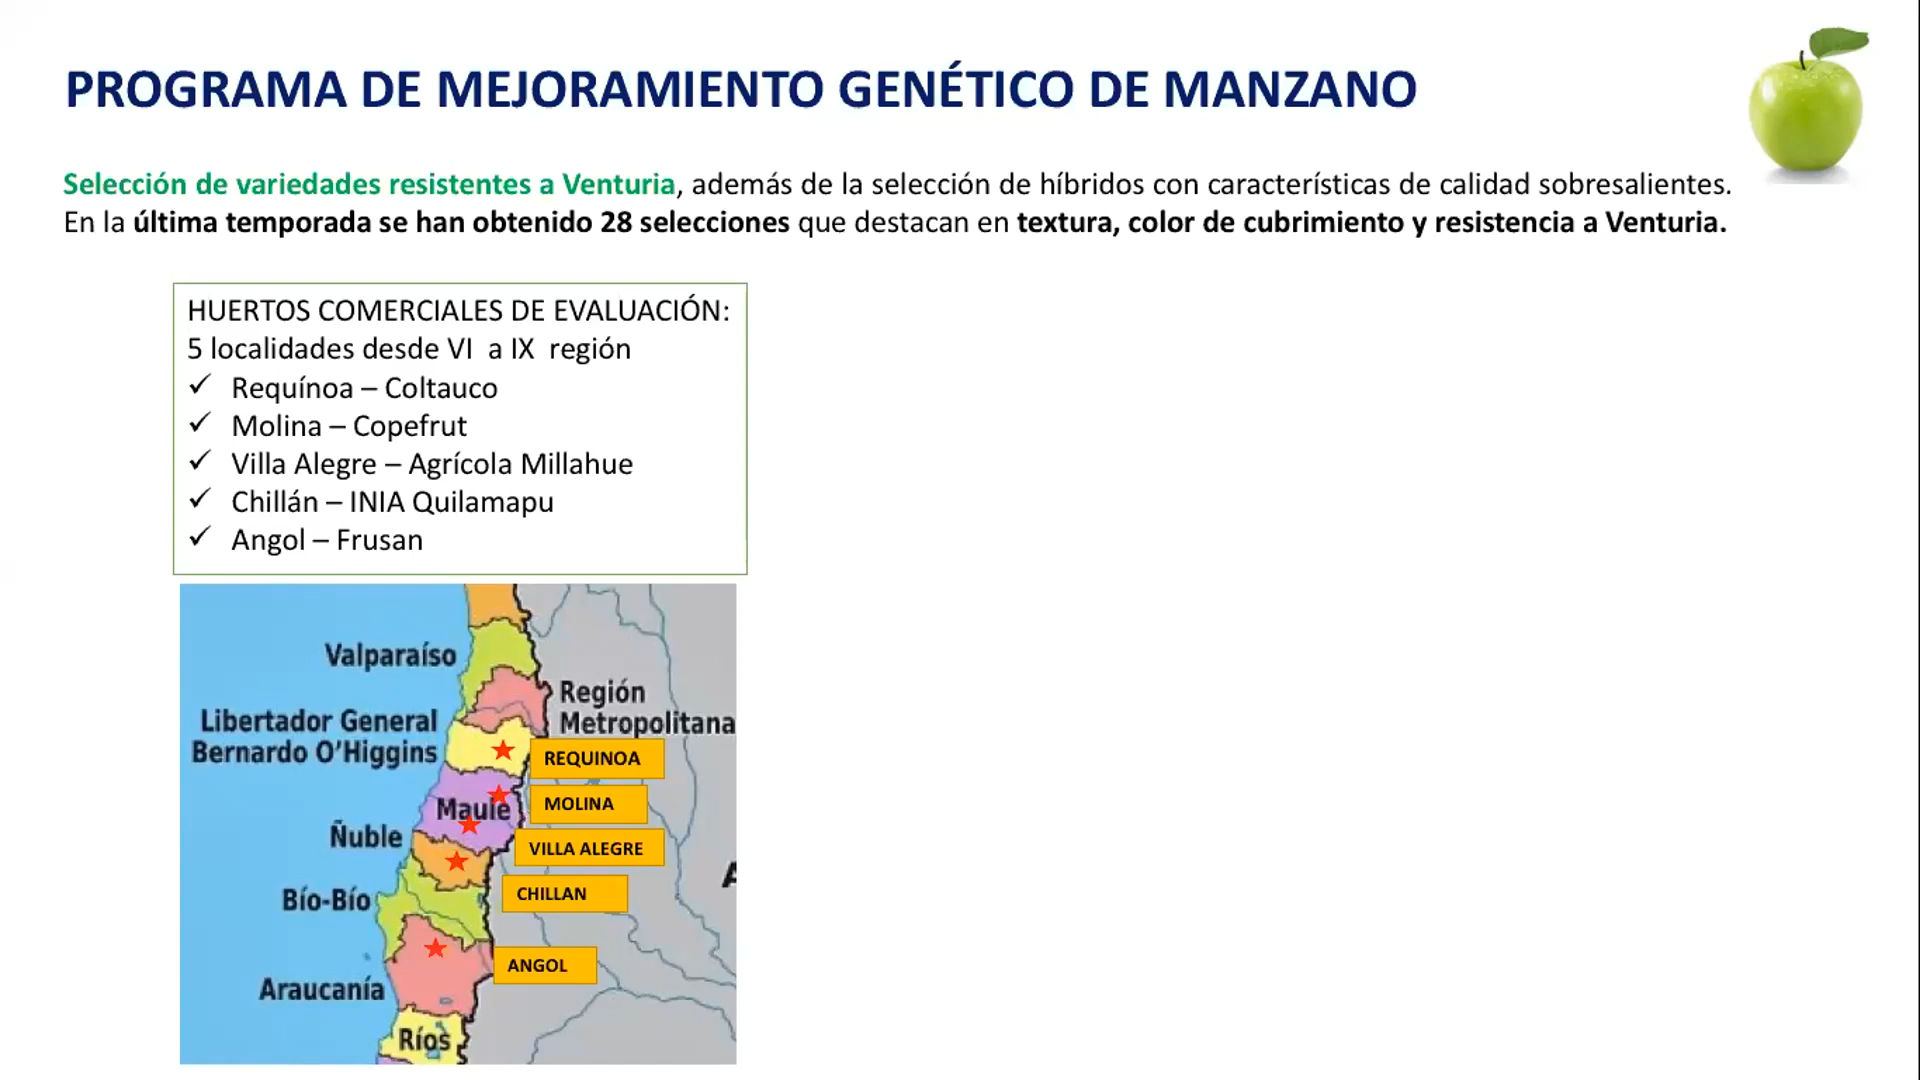 PROGRAMA DE MEJORAMIENTO GENÉTICO DE MANZANO
Selección de variedades resistentes a Venturia, además de la selección de híbridos con características de calidad sobresalientes.
En la última temporada se han obtenido 28 selecciones que destacan en textura, color de cubrimiento y resistencia a Venturia.
HUERTOS COMERCIALES DE EVALUACIÓN:
5 localidades desde VI a IX región
✓ Requínoa – Coltauco
✓ Molina – Copefrut
✓ Villa Alegre – Agrícola Millahue
✓ Chillán – INIA Quilamapu
✓ Angol – Frusan
Valparaíso
Región
Metropolitana
Libertador General
Bernardo O'Higgins
REQUINOA
Maule
MOLINA
Ñuble
VILLA ALEGRE
CHILLAN
Bío-Bío
ANGOL
Araucanía
Ríos